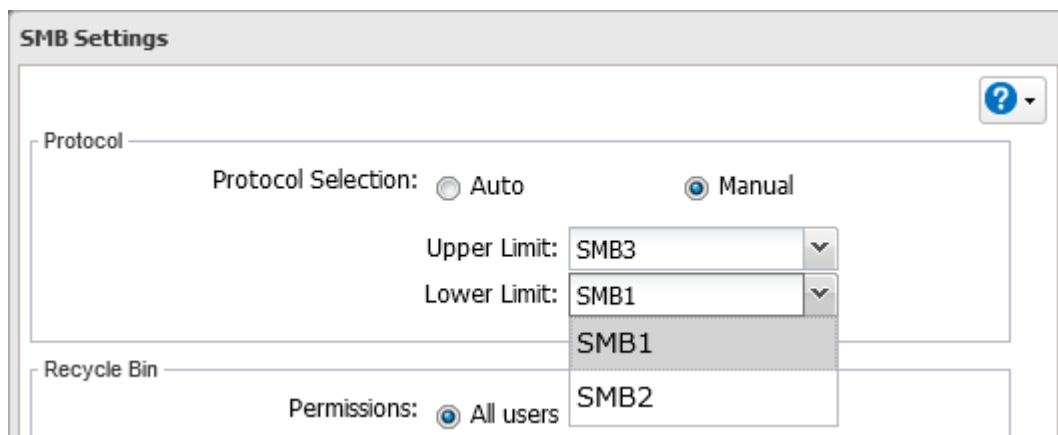 SMB Settings
?
Protocol
Protocol Selection: Auto Manual
Upper Limit: SMB3
Lower Limit: SMB1
SMB1
SMB2
Recycle Bin
Permissions: All users